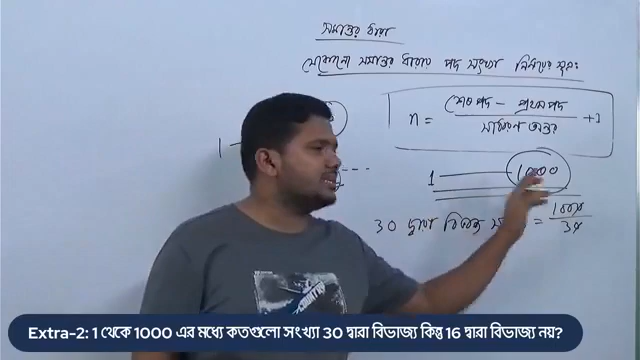 সমান্তর ধারা
যেকোনো সমান্তর ধারার পদ সংখ্যা নির্ণয়ের সূত্র:
n = শেষ পদ - প্রথম পদ / সাধারণ অন্তর +1
1 1000
30 দ্বারা বিভাজ্য = 1000 / 30
Extra-2: 1 থেকে 1000 এর মধ্যে কতগুলো সংখ্যা 30 দ্বারা বিভাজ্য কিন্তু 16 দ্বারা বিভাজ্য নয়?